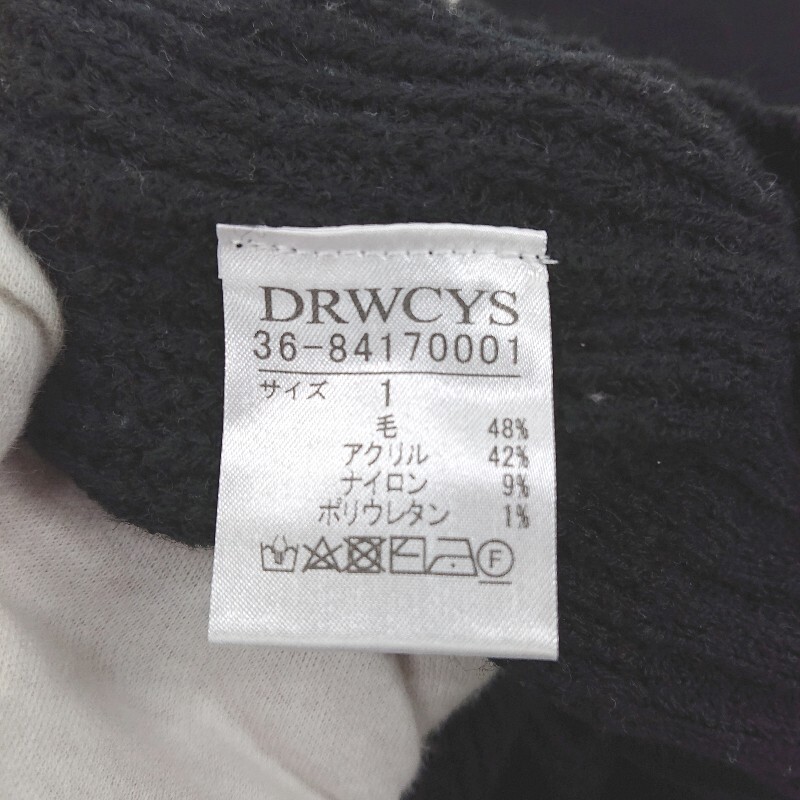 DRWCYS
36-84170001
サイズ 1
毛 48%
アクリル 42%
ナイロン 9%
ポリウレタン 1%
F